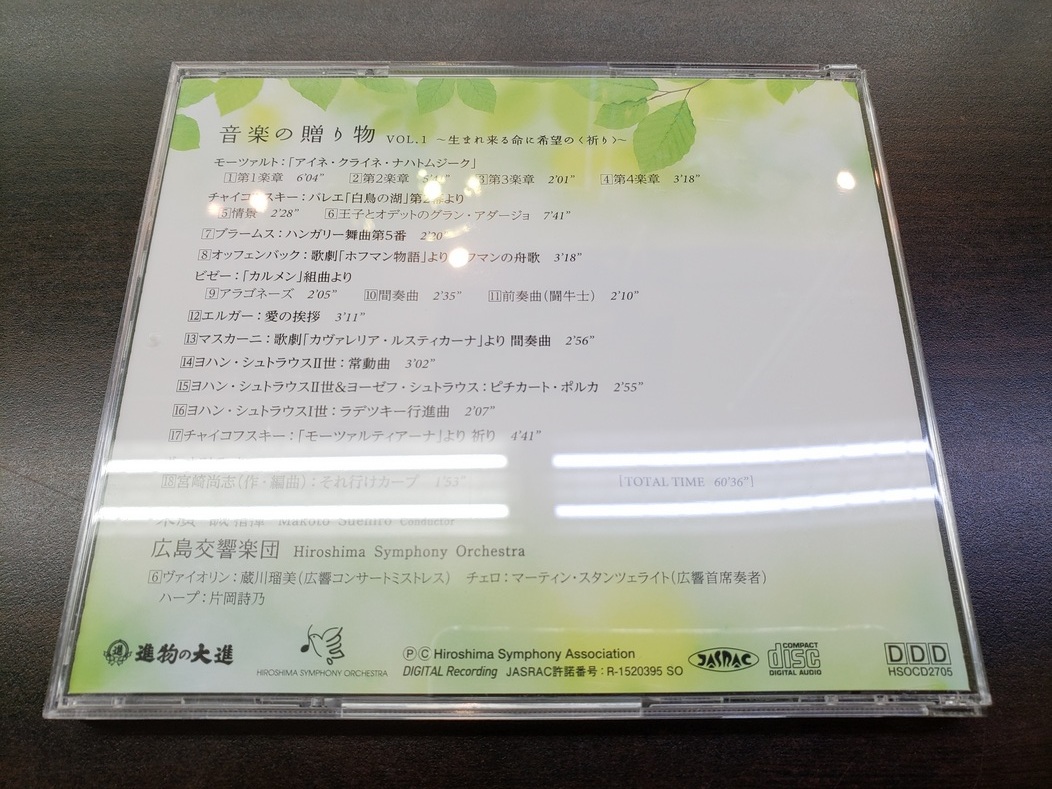 音楽の贈り物 VOL.1 ～生まれ来る命に希望の〈祈り〉～
モーツァルト：「アイネ・クライネ・ナハトムジーク」
1第1楽章 6'04" 2第2楽章 3第3楽章 2'01" 4第4楽章 3'18"
チャイコフスキー：バレエ「白鳥の湖」第2幕より
5情景 2'28" 6王子とオデットのグラン・アダージョ 7'41"
7ブラームス：ハンガリー舞曲第5番 2'20"
8オッフェンバック：歌劇「ホフマン物語」より ホフマンの舟歌 3'18"
ビゼー：「カルメン」組曲より
9アラゴネーズ 2'05" 10間奏曲 2'35" 11前奏曲（闘牛士） 2'10"
12エルガー：愛の挨拶 3'11"
13マスカーニ：歌劇「カヴァレリア・ルスティカーナ」より 間奏曲 2'56"
14ヨハン・シュトラウスII世：常動曲 3'02"
15ヨハン・シュトラウスII世&ヨーゼフ・シュトラウス：ピチカート・ポルカ 2'55"
16ヨハン・シュトラウスI世：ラデツキー行進曲 2'07"
17チャイコフスキー：「モーツァルティアーナ」より 祈り 4'41"
18宮崎尚志（作・編曲）：それ行けカープ 1'53" [TOTAL TIME 60'36"]
末廣 誠 指揮 Makoto Suehiro Conductor
広島交響楽団 Hiroshima Symphony Orchestra
6ヴァイオリン：蔵川瑠美（広響コンサートミストレス） チェロ：マーティン・スタンツェライト（広響首席奏者）
ハープ：片岡詩乃
進 進物の大進
HIROSHIMA SYMPHONY ORCHESTRA
ⓅⒸ Hiroshima Symphony Association
DIGITAL Recording JASRAC許諾番号：R-1520395 SO
JASRAC
COMPACT disc DIGITAL AUDIO
DDD
HSOCD2705